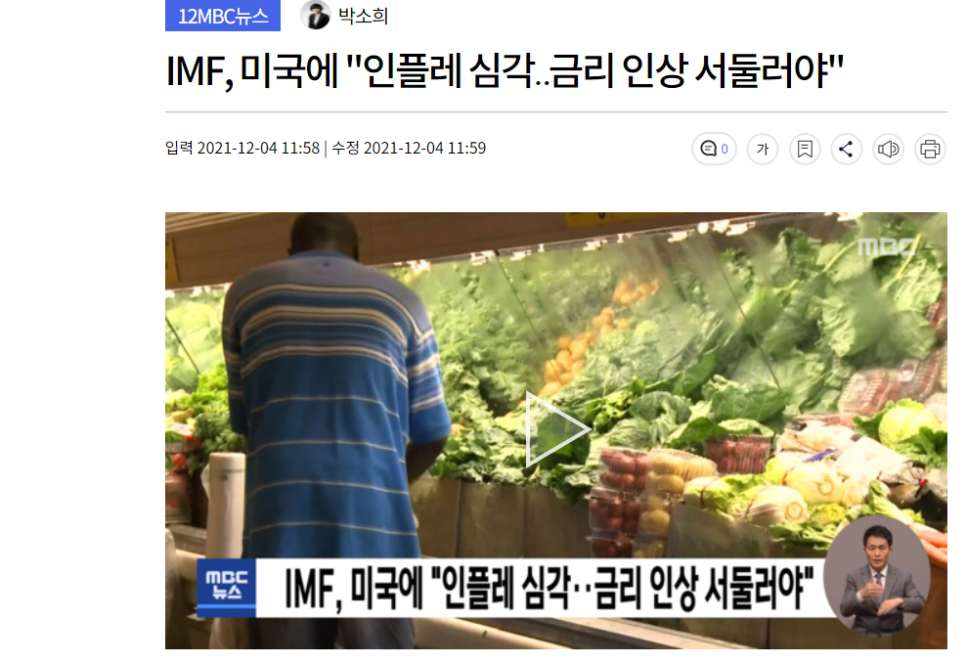 12MBC뉴스 박소희
IMF, 미국에 "인플레 심각..금리 인상 서둘러야"
입력 2021-12-04 11:58 | 수정 2021-12-04 11:59
0 가
mbc
mbc 뉴스
IMF, 미국에 "인플레 심각‥금리 인상 서둘러야"